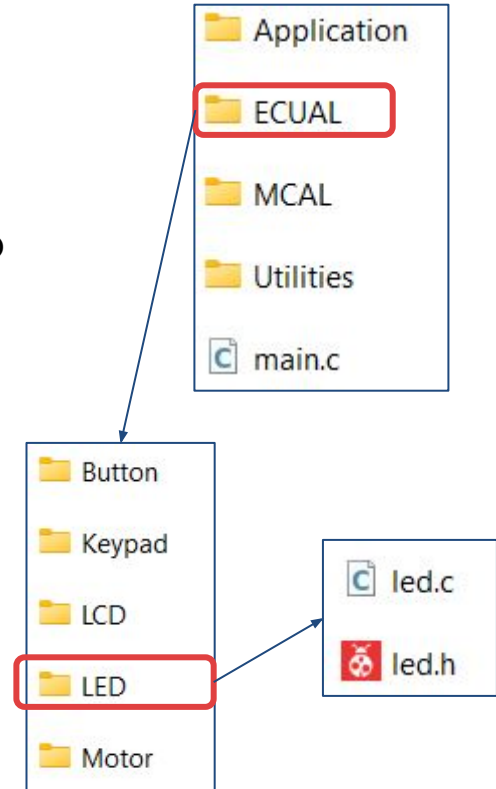 Application
ECUAL
MCAL
Utilities
C main.c
Button
Keypad
LCD
LED
Motor
C led.c
led.h